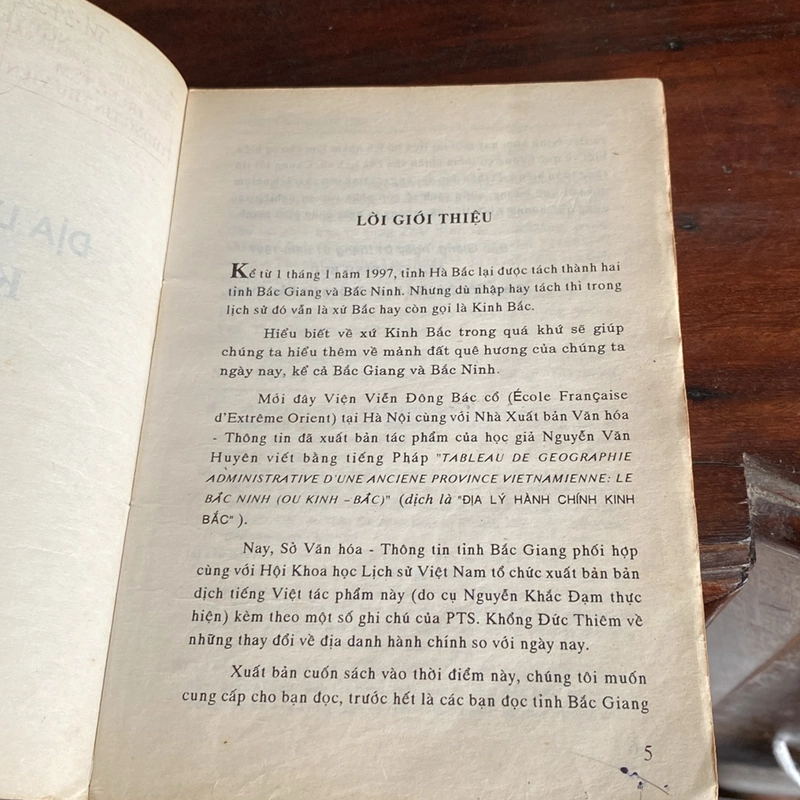 LỜI GIỚI THIỆU
Kể từ 1 tháng 1 năm 1997, tỉnh Hà Bắc lại được tách thành hai
tỉnh Bắc Giang và Bắc Ninh. Nhưng dù nhập hay tách thì trong
lịch sử đó vẫn là xứ Bắc hay còn gọi là Kinh Bắc.
Hiểu biết về xứ Kinh Bắc trong quá khứ sẽ giúp
chúng ta hiểu thêm về mảnh đất quê hương của chúng ta
ngày nay, kể cả Bắc Giang và Bắc Ninh.
Mới đây Viện Viễn Đông Bác cổ (École Française
d'Extrême Orient) tại Hà Nội cùng với Nhà Xuất bản Văn hóa
- Thông tin đã xuất bản tác phẩm của học giả Nguyễn Văn
Huyên viết bằng tiếng Pháp "TABLEAU DE GEOGRAPHIE
ADMINISTRATIVE D'UNE ANCIENE PROVINCE VIETNAMIENNE: LE
BẮC NINH (OU KINH – BẮC)" (dịch là "ĐỊA LÝ HÀNH CHÍNH KINH
BẮC" ).
Nay, Sở Văn hóa - Thông tin tỉnh Bắc Giang phối hợp
cùng với Hội Khoa học Lịch sử Việt Nam tổ chức xuất bản bản
dịch tiếng Việt tác phẩm này (do cụ Nguyễn Khắc Đạm thực
hiện) kèm theo một số ghi chú của PTS. Khổng Đức Thiêm về
những thay đổi về địa danh hành chính so với ngày nay.
Xuất bản cuốn sách vào thời điểm này, chúng tôi muốn
cung cấp cho bạn đọc, trước hết là các bạn đọc tỉnh Bắc Giang
5